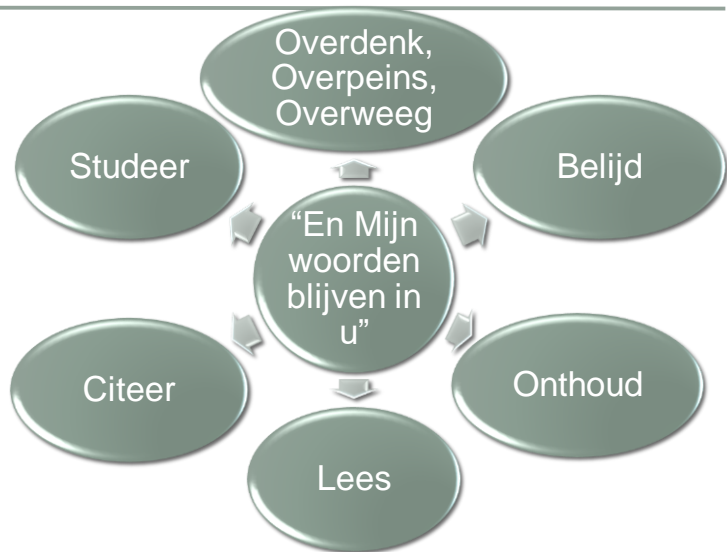 Overdenk,
Overpeins,
Overweeg
Studeer
Belijd
“En Mijn
woorden
blijven in
u”
Citeer
Onthoud
Lees